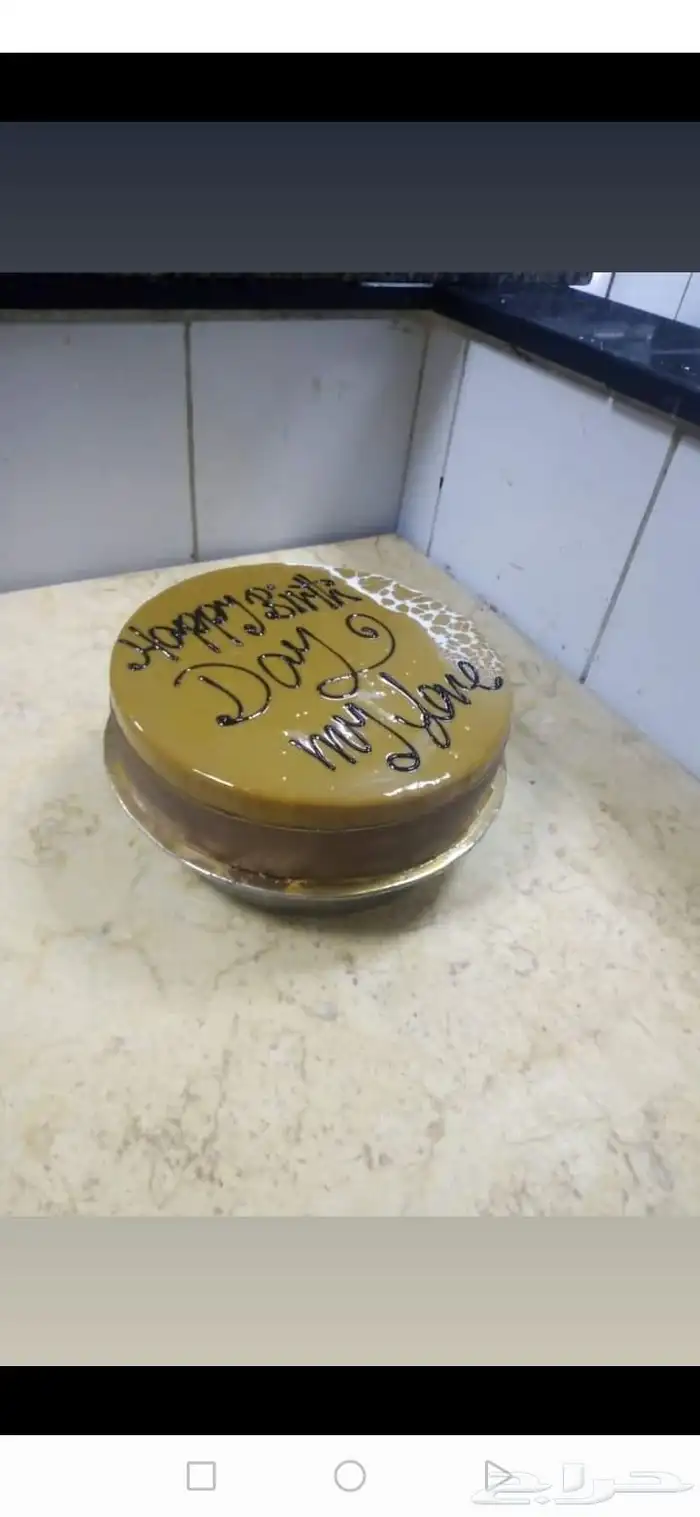 Happy Birth
Day
my love
حراج